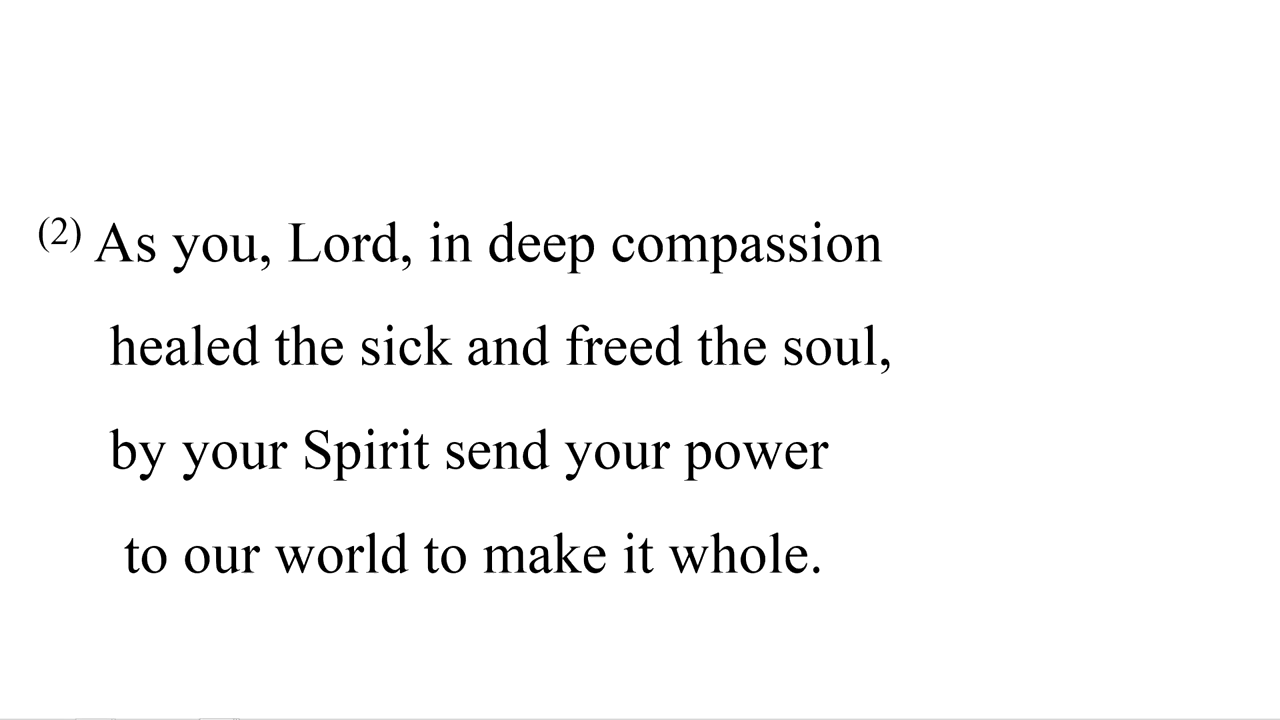 (2) As you, Lord, in deep compassion
healed the sick and freed the soul,
by your Spirit send your power
to our world to make it whole.